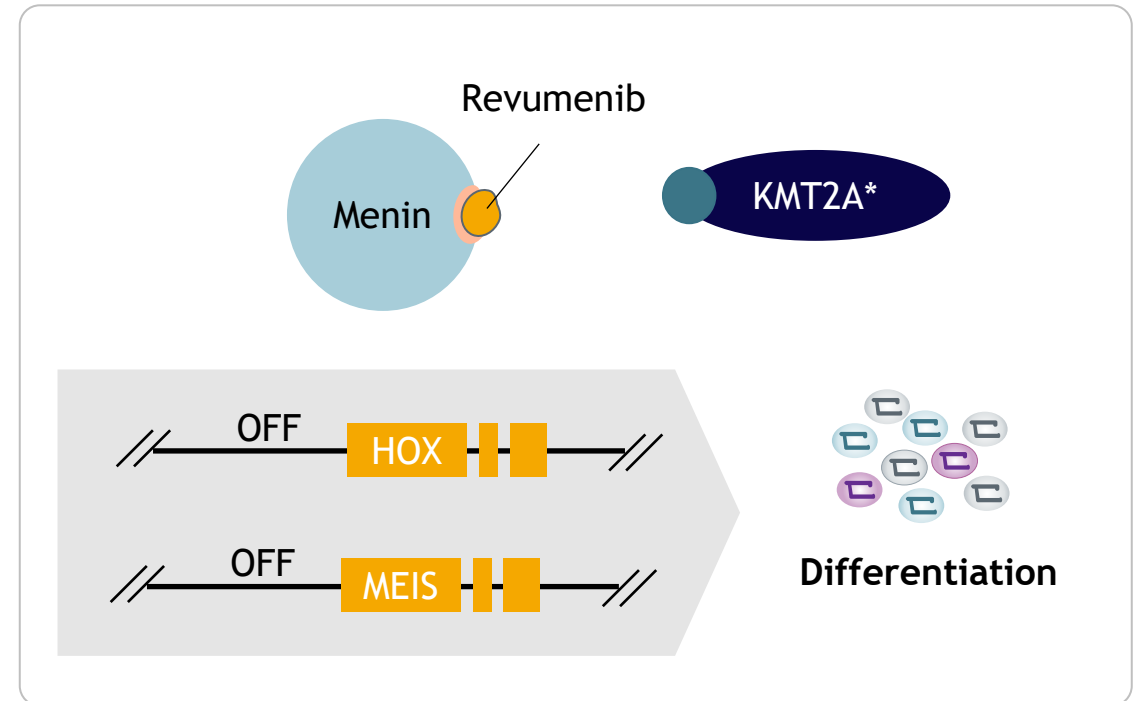 Revumenib
Menin
KMT2A*
OFF
HOX
OFF
MEIS
Differentiation